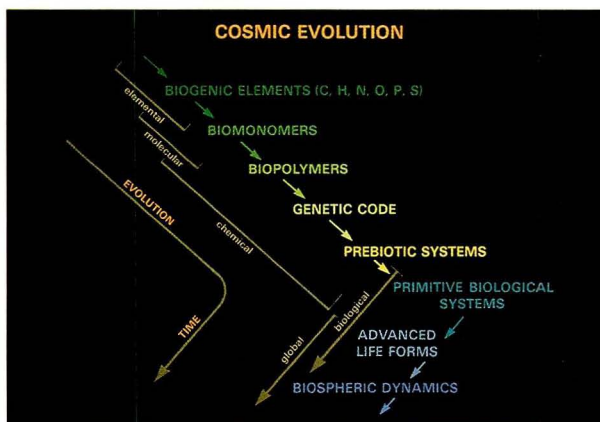 COSMIC EVOLUTION
BIOGENIC ELEMENTS (C, H, N, O, P, S)
elemental
BIOMONOMERS
molecular
BIOPOLYMERS
EVOLUTION
GENETIC CODE
chemical
PREBIOTIC SYSTEMS
PRIMITIVE BIOLOGICAL
SYSTEMS
biological
TIME
global
ADVANCED
LIFE FORMS
BIOSPHERIC DYNAMICS